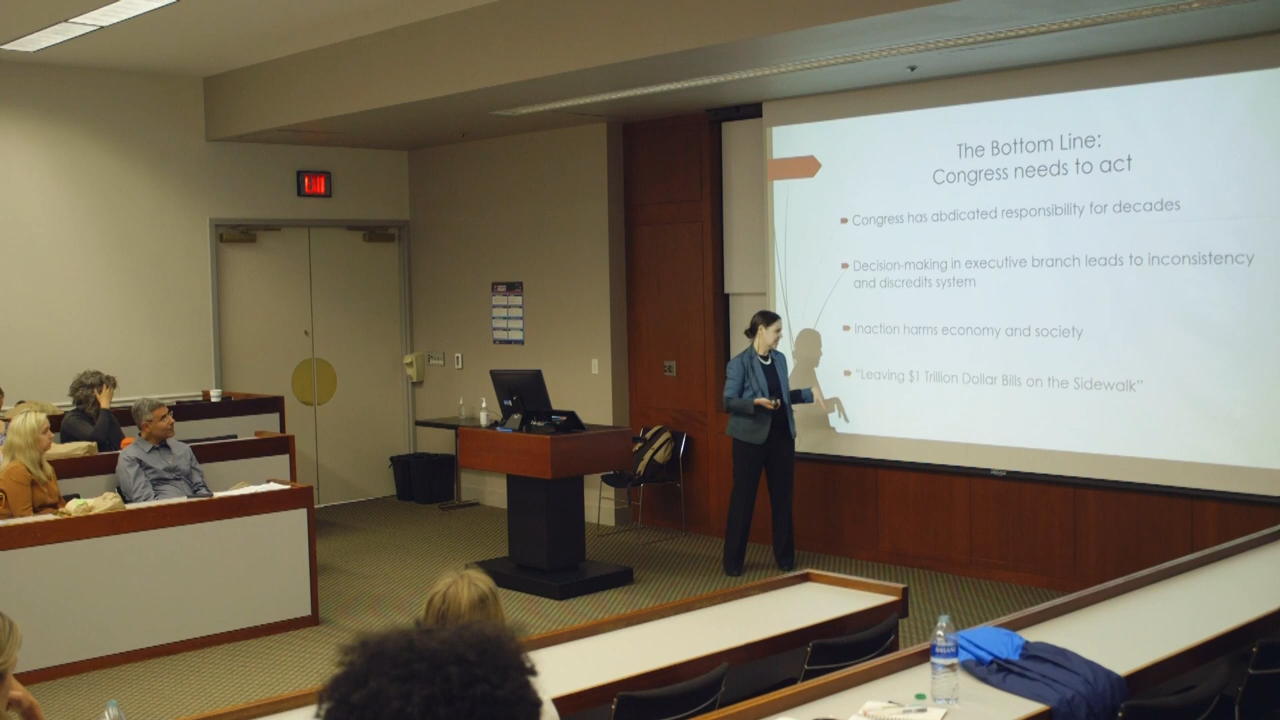 The Bottom Line:
Congress needs to act
Congress has abdicated responsibility for decades
Decision-making in executive branch leads to inconsistency
and discredits system
Inaction harms economy and society
"Leaving $1 Trillion Dollar Bills on the Sidewalk"